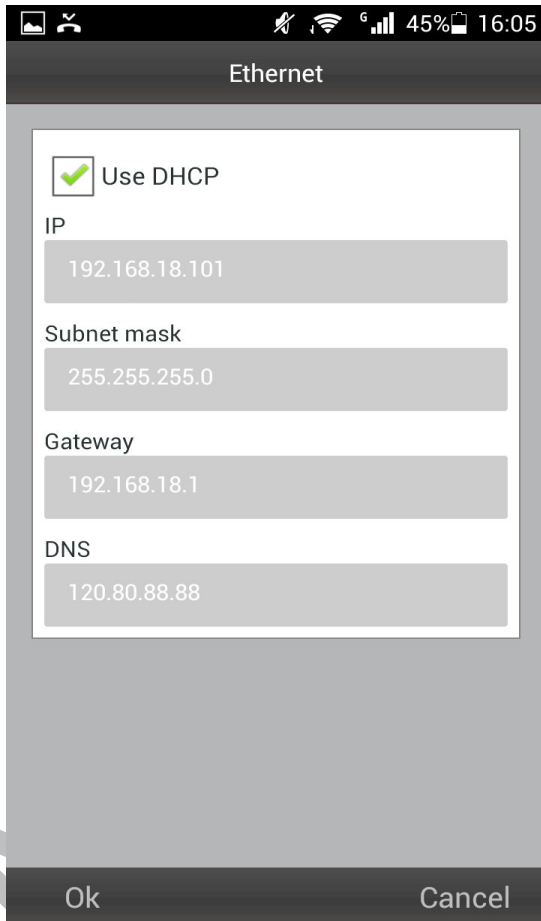 G 45% 16:05
Ethernet
Use DHCP
IP
192.168.18.101
Subnet mask
255.255.255.0
Gateway
192.168.18.1
DNS
120.80.88.88
Ok Cancel